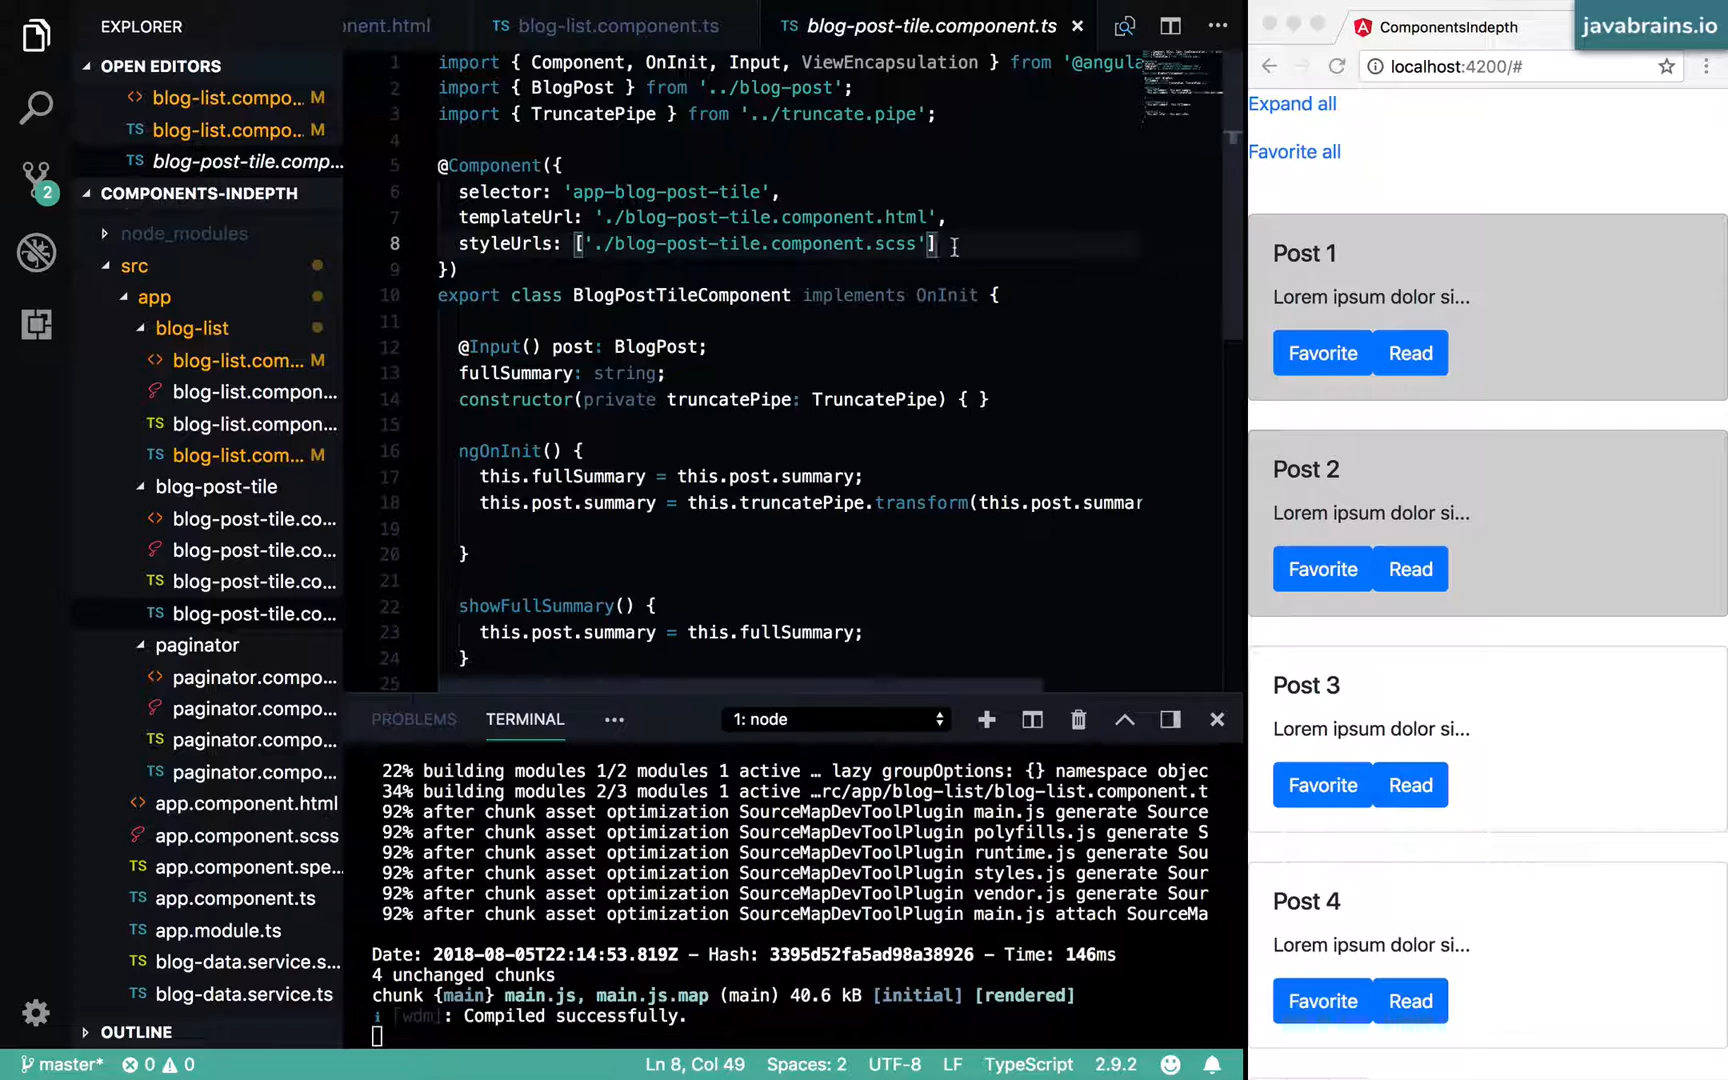 EXPLORER
OPEN EDITORS
blog-list.compo... M
blog-list.compo... M
blog-post-tile.comp...
COMPONENTS-INDEPTH
node_modules
src
app
blog-list
blog-list.com... M
blog-list.compon...
blog-list.compon...
blog-list.com... M
blog-post-tile
blog-post-tile.co...
blog-post-tile.co...
blog-post-tile.co...
blog-post-tile.co...
paginator
paginator.compo...
paginator.compo...
paginator.compo...
paginator.compo...
app.component.html
app.component.scss
app.component.spe...
app.component.ts
app.module.ts
blog-data.service.s...
blog-data.service.ts
OUTLINE
2
onent.html
TS blog-list.component.ts
TS blog-post-tile.component.ts
1 import { Component, OnInit, Input, ViewEncapsulation } from '@angula
2 import { BlogPost } from '../blog-post';
3 import { TruncatePipe } from '../truncate.pipe';
4
5 @Component({
6 selector: 'app-blog-post-tile',
7 templateUrl: './blog-post-tile.component.html',
8 styleUrls: ['./blog-post-tile.component.scss']
9 })
10 export class BlogPostTileComponent implements OnInit {
11
12 @Input() post: BlogPost;
13 fullSummary: string;
14 constructor(private truncatePipe: TruncatePipe) { }
15
16 ngOnInit() {
17 this.fullSummary = this.post.summary;
18 this.post.summary = this.truncatePipe.transform(this.post.summar
19
20 }
21
22 showFullSummary() {
23 this.post.summary = this.fullSummary;
24 }
25
PROBLEMS TERMINAL ... 1: node
22% building modules 1/2 modules 1 active … lazy groupOptions: {} namespace objec
34% building modules 2/3 modules 1 active …rc/app/blog-list/blog-list.component.t
92% after chunk asset optimization SourceMapDevToolPlugin main.js generate Source
92% after chunk asset optimization SourceMapDevToolPlugin polyfills.js generate S
92% after chunk asset optimization SourceMapDevToolPlugin runtime.js generate Sou
92% after chunk asset optimization SourceMapDevToolPlugin styles.js generate Sour
92% after chunk asset optimization SourceMapDevToolPlugin vendor.js generate Sour
92% after chunk asset optimization SourceMapDevToolPlugin main.js attach SourceMa
Date: 2018-08-05T22:14:53.819Z - Hash: 3395d52fa5ad98a38926 - Time: 146ms
4 unchanged chunks
chunk {main} main.js, main.js.map (main) 40.6 kB [initial] [rendered]
i [wdm]: Compiled successfully.
master* 0 0 Ln 8, Col 49 Spaces: 2 UTF-8 LF TypeScript 2.9.2
ComponentsIndepth
javabrains.io
localhost:4200/#
Expand all
Favorite all
Post 1
Lorem ipsum dolor si...
Favorite Read
Post 2
Lorem ipsum dolor si...
Favorite Read
Post 3
Lorem ipsum dolor si...
Favorite Read
Post 4
Lorem ipsum dolor si...
Favorite Read